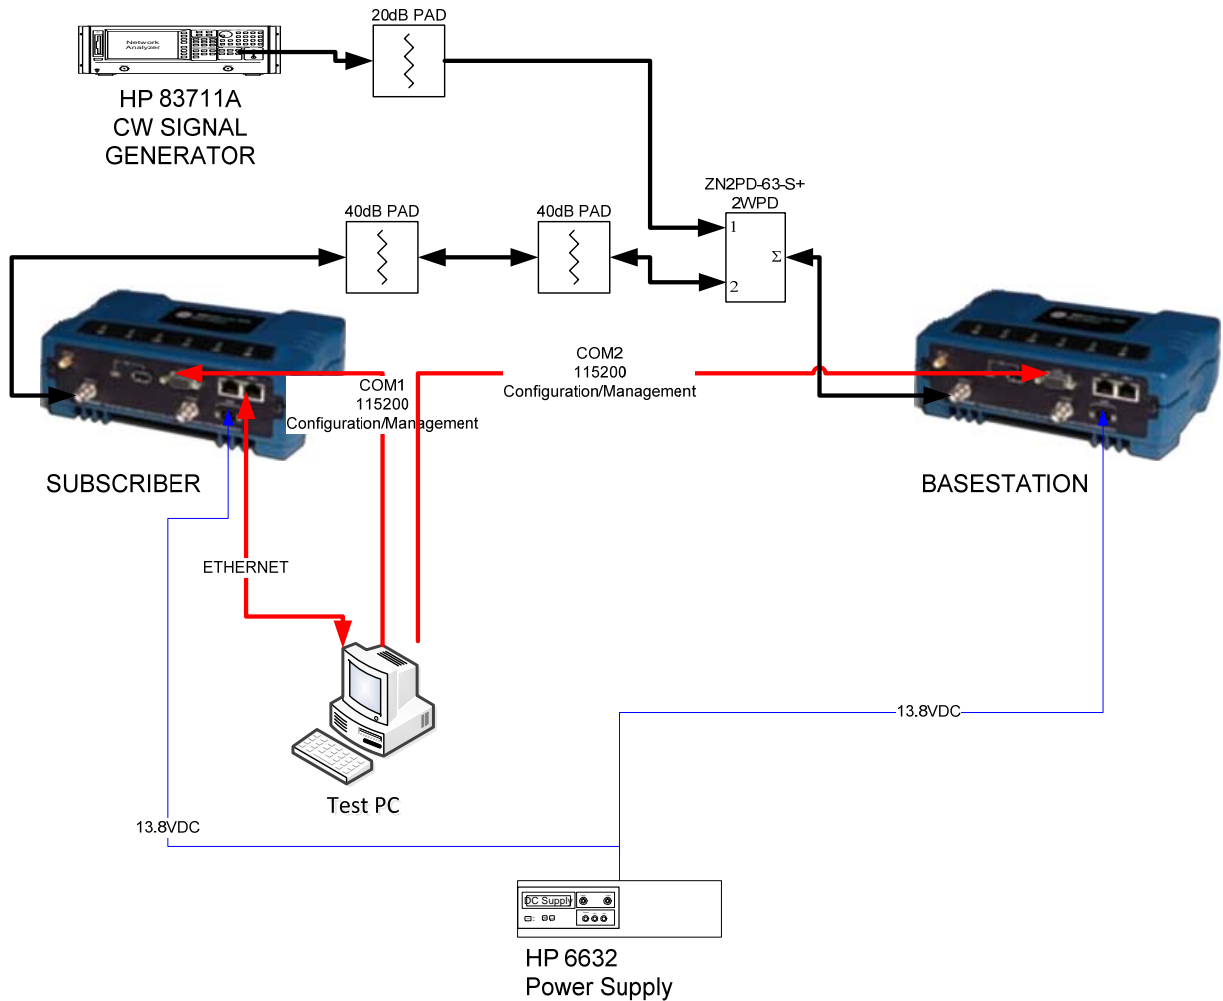 20dB PAD
Network
Analyzer
HP 83711A
CW SIGNAL
GENERATOR
ZN2PD-63-S+
2WPD
40dB PAD
40dB PAD
1
Σ
2
COM2
115200
Configuration/Management
COM1
115200
Configuration/Management
SUBSCRIBER
BASESTATION
ETHERNET
13.8VDC
Test PC
13.8VDC
DC Supply
HP 6632
Power Supply